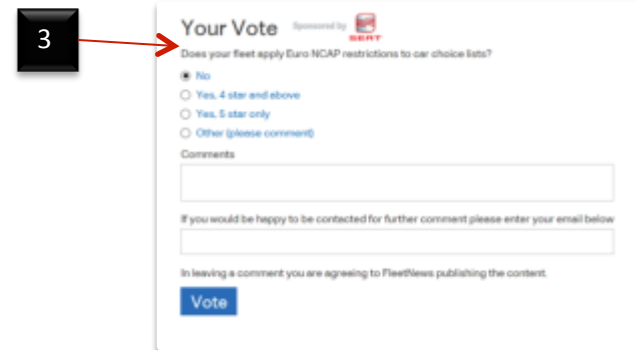 3
Your Vote Sponsored by SEAT
Does your fleet apply Euro NCAP restrictions to car choice lists?
No
Yes, 4 star and above
Yes, 5 star only
Other (please comment)
Comments
If you would be happy to be contacted for further comment please enter your email below
In leaving a comment you are agreeing to FleetNews publishing the content.
Vote